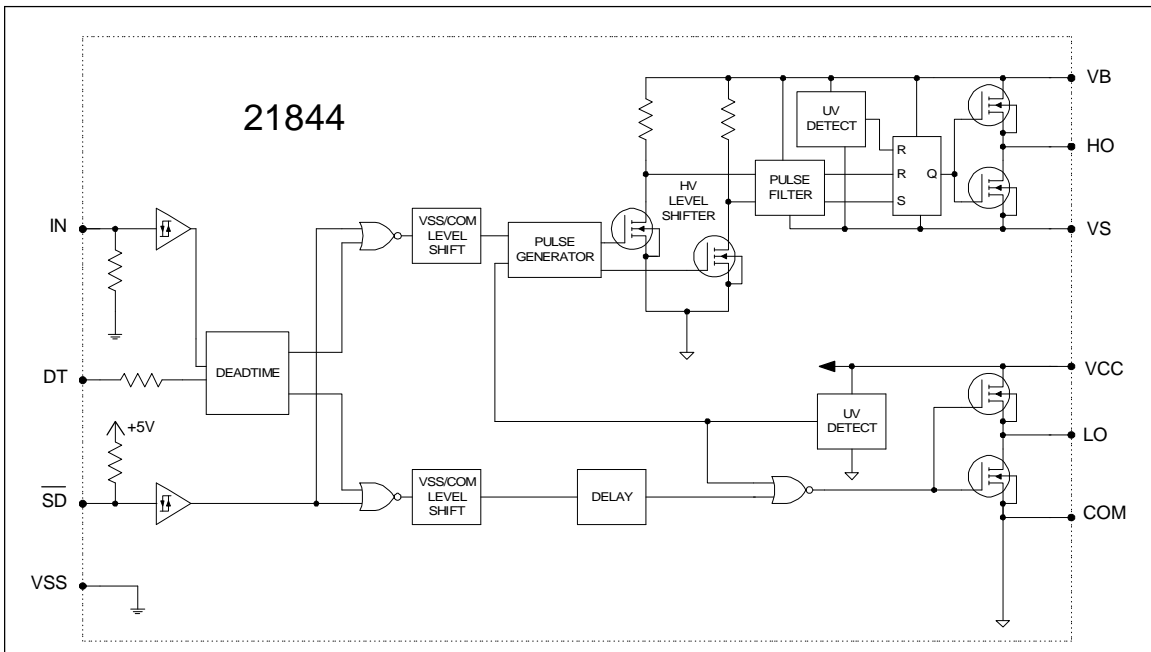 21844
VB
UV
DETECT
HO
R
R
Q
S
PULSE
FILTER
HV
LEVEL
SHIFTER
VS
IN
VSS/COM
LEVEL
SHIFT
PULSE
GENERATOR
DEADTIME
DT
VCC
UV
DETECT
LO
+5V
SD
VSS/COM
LEVEL
SHIFT
DELAY
COM
VSS